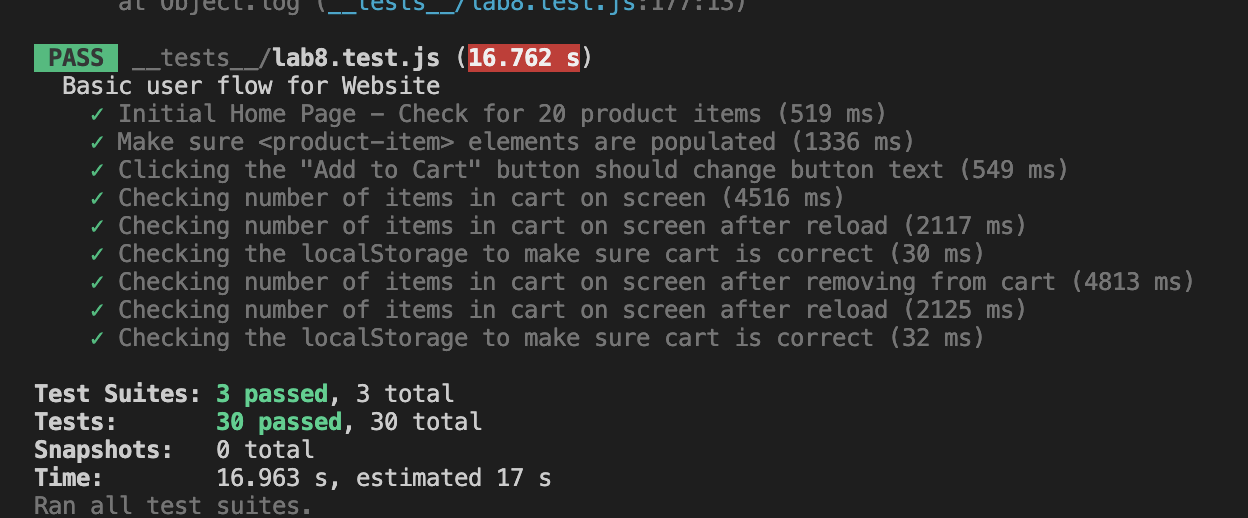 at Object.log (__tests__/lab8.test.js:177:13)
PASS __tests__/lab8.test.js (16.762 s)
Basic user flow for Website
✓ Initial Home Page – Check for 20 product items (519 ms)
✓ Make sure <product-item> elements are populated (1336 ms)
✓ Clicking the "Add to Cart" button should change button text (549 ms)
✓ Checking number of items in cart on screen (4516 ms)
✓ Checking number of items in cart on screen after reload (2117 ms)
✓ Checking the localStorage to make sure cart is correct (30 ms)
✓ Checking number of items in cart on screen after removing from cart (4813 ms)
✓ Checking number of items in cart on screen after reload (2125 ms)
✓ Checking the localStorage to make sure cart is correct (32 ms)
Test Suites: 3 passed, 3 total
Tests: 30 passed, 30 total
Snapshots: 0 total
Time: 16.963 s, estimated 17 s
Ran all test suites.